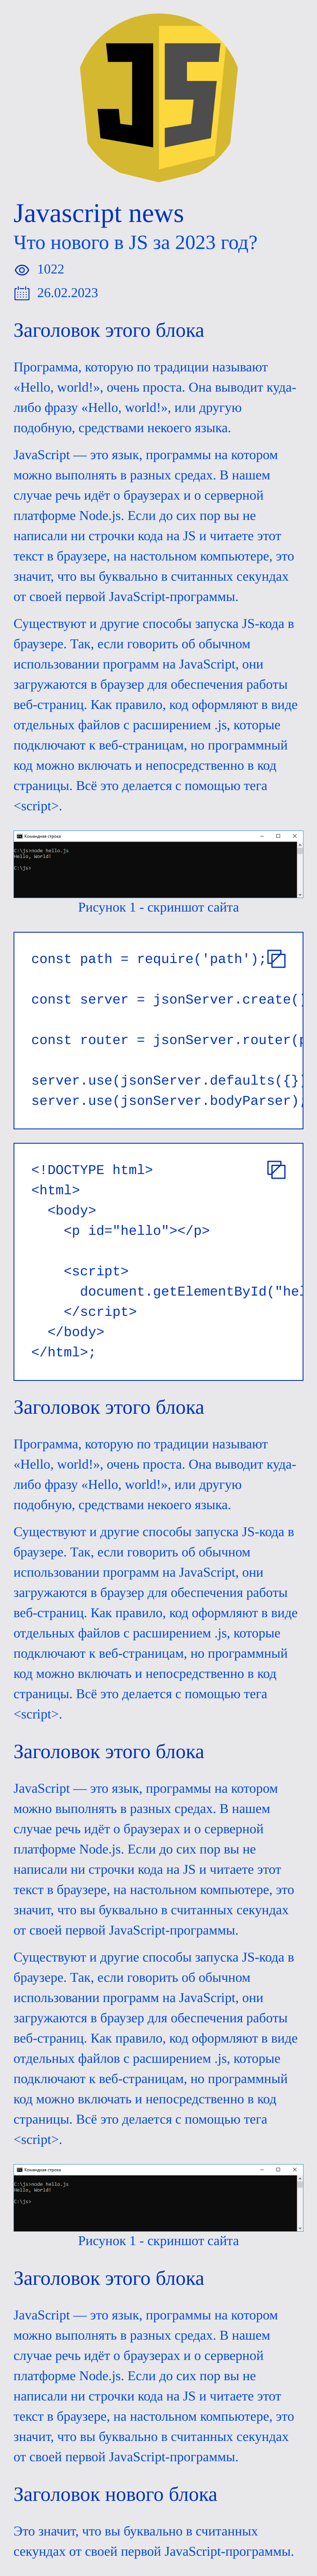 JS
Javascript news
Что нового в JS за 2023 год?
1022
26.02.2023
Заголовок этого блока
Программа, которую по традиции называют
«Hello, world!», очень проста. Она выводит куда-
либо фразу «Hello, world!», или другую
подобную, средствами некоего языка.
JavaScript — это язык, программы на котором
можно выполнять в разных средах. В нашем
случае речь идёт о браузерах и о серверной
платформе Node.js. Если до сих пор вы не
написали ни строчки кода на JS и читаете этот
текст в браузере, на настольном компьютере, это
значит, что вы буквально в считанных секундах
от своей первой JavaScript-программы.
Существуют и другие способы запуска JS-кода в
браузере. Так, если говорить об обычном
использовании программ на JavaScript, они
загружаются в браузер для обеспечения работы
веб-страниц. Как правило, код оформляют в виде
отдельных файлов с расширением .js, которые
подключают к веб-страницам, но программный
код можно включать и непосредственно в код
страницы. Всё это делается с помощью тега
<script>.
Командная строка
C:\js>node hello.js
Hello, World!
C:\js>
Рисунок 1 - скриншот сайта
const path = require('path');
const server = jsonServer.create()
const router = jsonServer.router(p
server.use(jsonServer.defaults({})
server.use(jsonServer.bodyParser);
<!DOCTYPE html>
<html>
<body>
<p id="hello"></p>
<script>
document.getElementById("hel
</script>
</body>
</html>;
Заголовок этого блока
Программа, которую по традиции называют
«Hello, world!», очень проста. Она выводит куда-
либо фразу «Hello, world!», или другую
подобную, средствами некоего языка.
Существуют и другие способы запуска JS-кода в
браузере. Так, если говорить об обычном
использовании программ на JavaScript, они
загружаются в браузер для обеспечения работы
веб-страниц. Как правило, код оформляют в виде
отдельных файлов с расширением .js, которые
подключают к веб-страницам, но программный
код можно включать и непосредственно в код
страницы. Всё это делается с помощью тега
<script>.
Заголовок этого блока
JavaScript — это язык, программы на котором
можно выполнять в разных средах. В нашем
случае речь идёт о браузерах и о серверной
платформе Node.js. Если до сих пор вы не
написали ни строчки кода на JS и читаете этот
текст в браузере, на настольном компьютере, это
значит, что вы буквально в считанных секундах
от своей первой JavaScript-программы.
Существуют и другие способы запуска JS-кода в
браузере. Так, если говорить об обычном
использовании программ на JavaScript, они
загружаются в браузер для обеспечения работы
веб-страниц. Как правило, код оформляют в виде
отдельных файлов с расширением .js, которые
подключают к веб-страницам, но программный
код можно включать и непосредственно в код
страницы. Всё это делается с помощью тега
<script>.
Командная строка
C:\js>node hello.js
Hello, World!
C:\js>
Рисунок 1 - скриншот сайта
Заголовок этого блока
JavaScript — это язык, программы на котором
можно выполнять в разных средах. В нашем
случае речь идёт о браузерах и о серверной
платформе Node.js. Если до сих пор вы не
написали ни строчки кода на JS и читаете этот
текст в браузере, на настольном компьютере, это
значит, что вы буквально в считанных секундах
от своей первой JavaScript-программы.
Заголовок нового блока
Это значит, что вы буквально в считанных
секундах от своей первой JavaScript-программы.